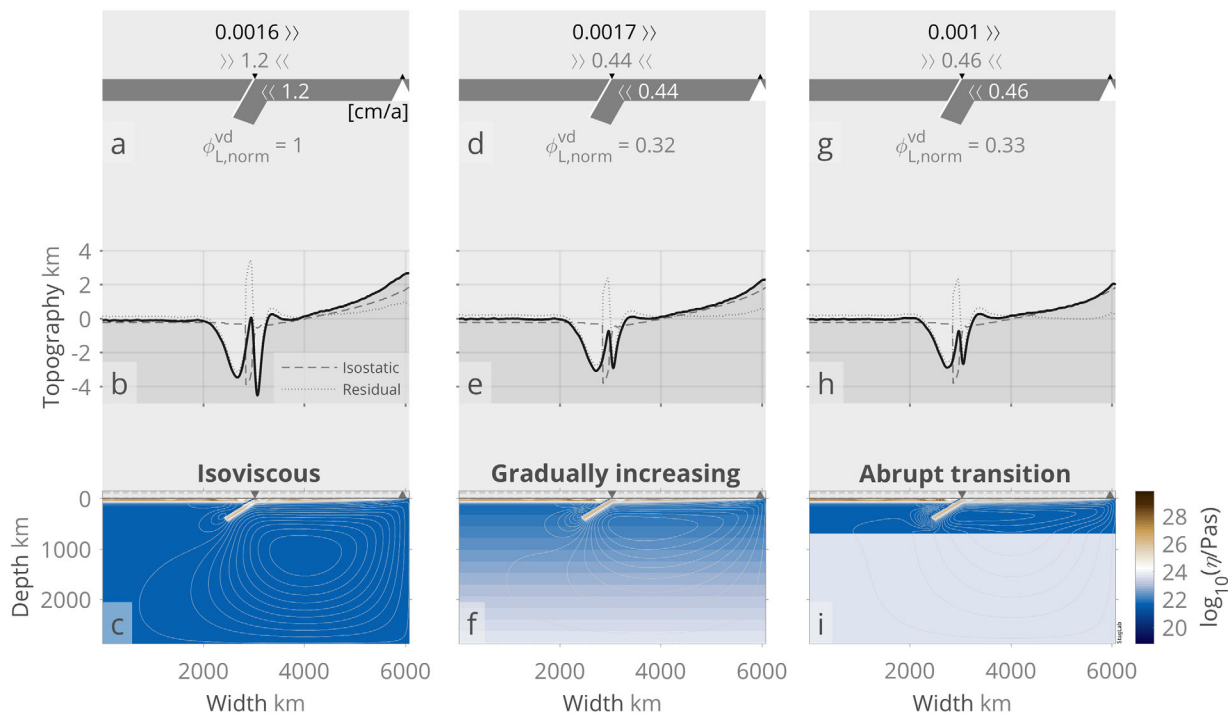 0.0016 ⟩⟩
0.0017 ⟩⟩
0.001 ⟩⟩
⟩⟩ 1.2 ⟨⟨
⟩⟩ 0.44 ⟨⟨
⟩⟩ 0.46 ⟨⟨
⟨⟨ 1.2
⟨⟨ 0.44
⟨⟨ 0.46
[cm/a]
a
d
g
ϕ^vd_L,norm = 1
ϕ^vd_L,norm = 0.32
ϕ^vd_L,norm = 0.33
Topography km
4
2
0
-2
-4
Isostatic
Residual
b
e
h
Isoviscous
Gradually increasing
Abrupt transition
Depth km
0
1000
2000
c
f
i
StagLab
28
26
24
22
20
log₁₀(η/Pas)
2000 4000 6000
2000 4000 6000
2000 4000 6000
Width km
Width km
Width km